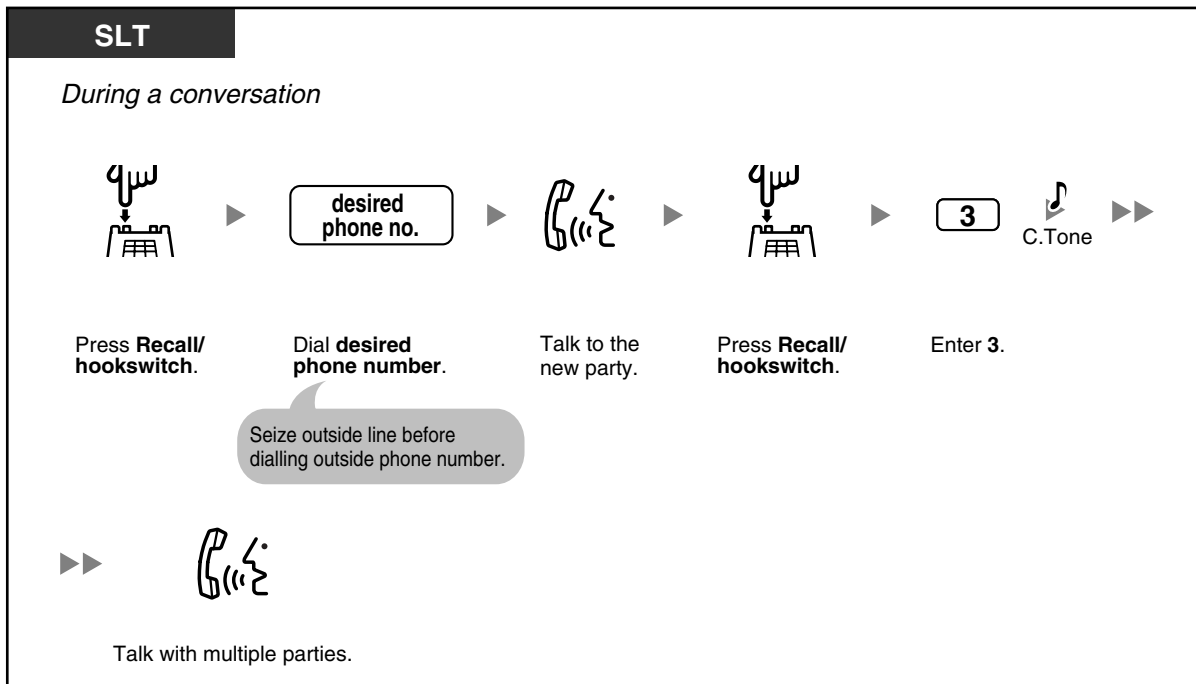 SLT
During a conversation
desired
phone no.
3
C.Tone
Press Recall/
hookswitch.
Dial desired
phone number.
Talk to the
new party.
Press Recall/
hookswitch.
Enter 3.
Seize outside line before
dialling outside phone number.
Talk with multiple parties.